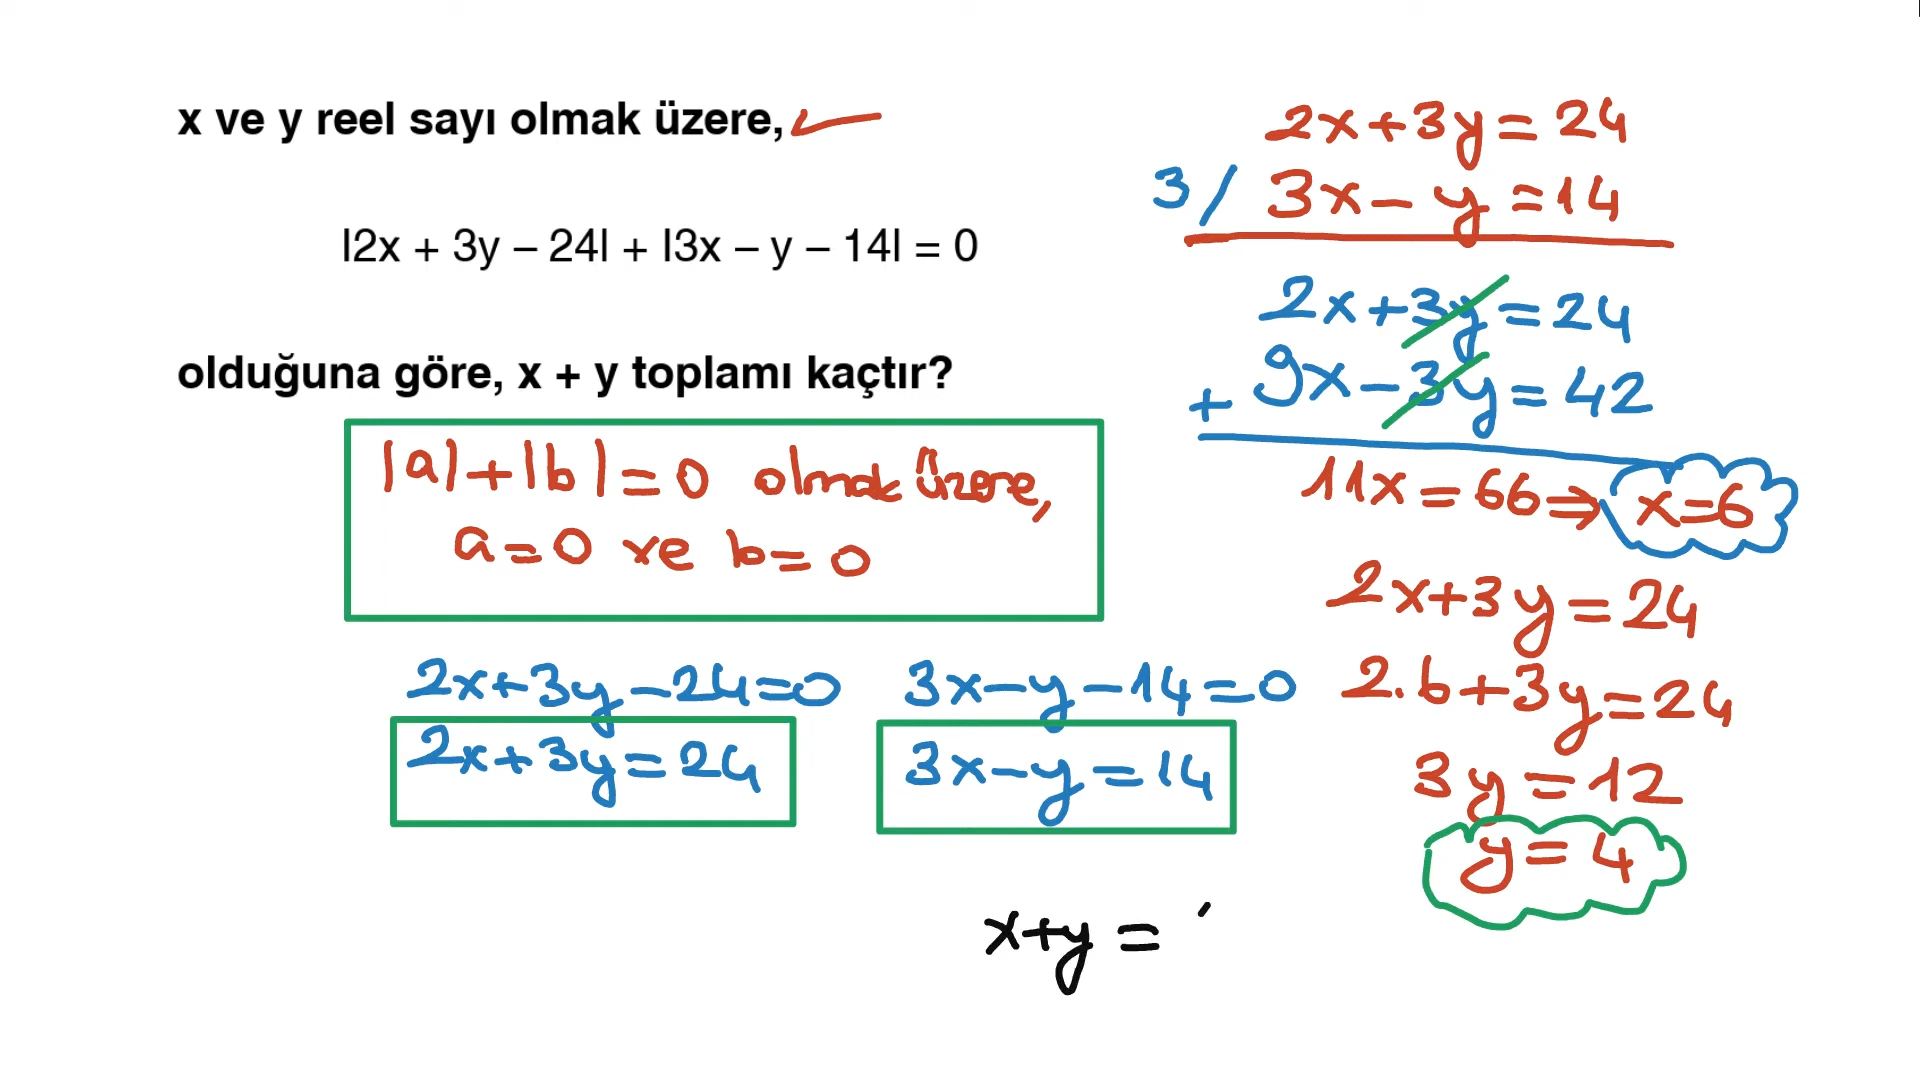 x ve y reel sayı olmak üzere,
|2x + 3y – 24| + |3x – y – 14| = 0
olduğuna göre, x + y toplamı kaçtır?
|a|+|b|=0 olmak üzere,
a=0 ve b=0
2x+3y-24=0
2x+3y=24
3x-y-14=0
3x-y=14
2x+3y=24
3/ 3x-y=14
2x+3y=24
+ 9x-3y=42
11x=66⇒ x=6
2x+3y=24
2.6+3y=24
3y=12
y=4
x+y=